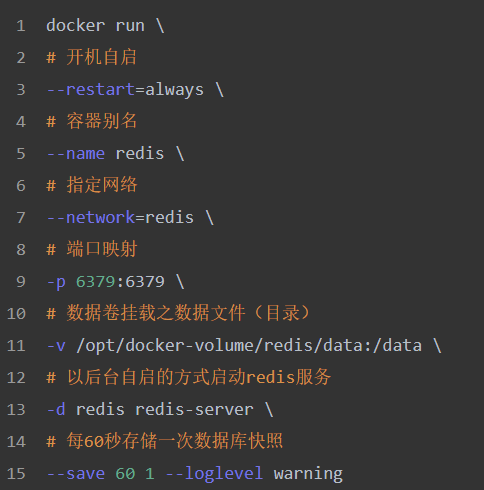 1 docker run \
2 # 开机自启
3 --restart=always \
4 # 容器别名
5 --name redis \
6 # 指定网络
7 --network=redis \
8 # 端口映射
9 -p 6379:6379 \
10 # 数据卷挂载之数据文件（目录）
11 -v /opt/docker-volume/redis/data:/data \
12 # 以后台自启的方式启动redis服务
13 -d redis redis-server \
14 # 每60秒存储一次数据库快照
15 --save 60 1 --loglevel warning